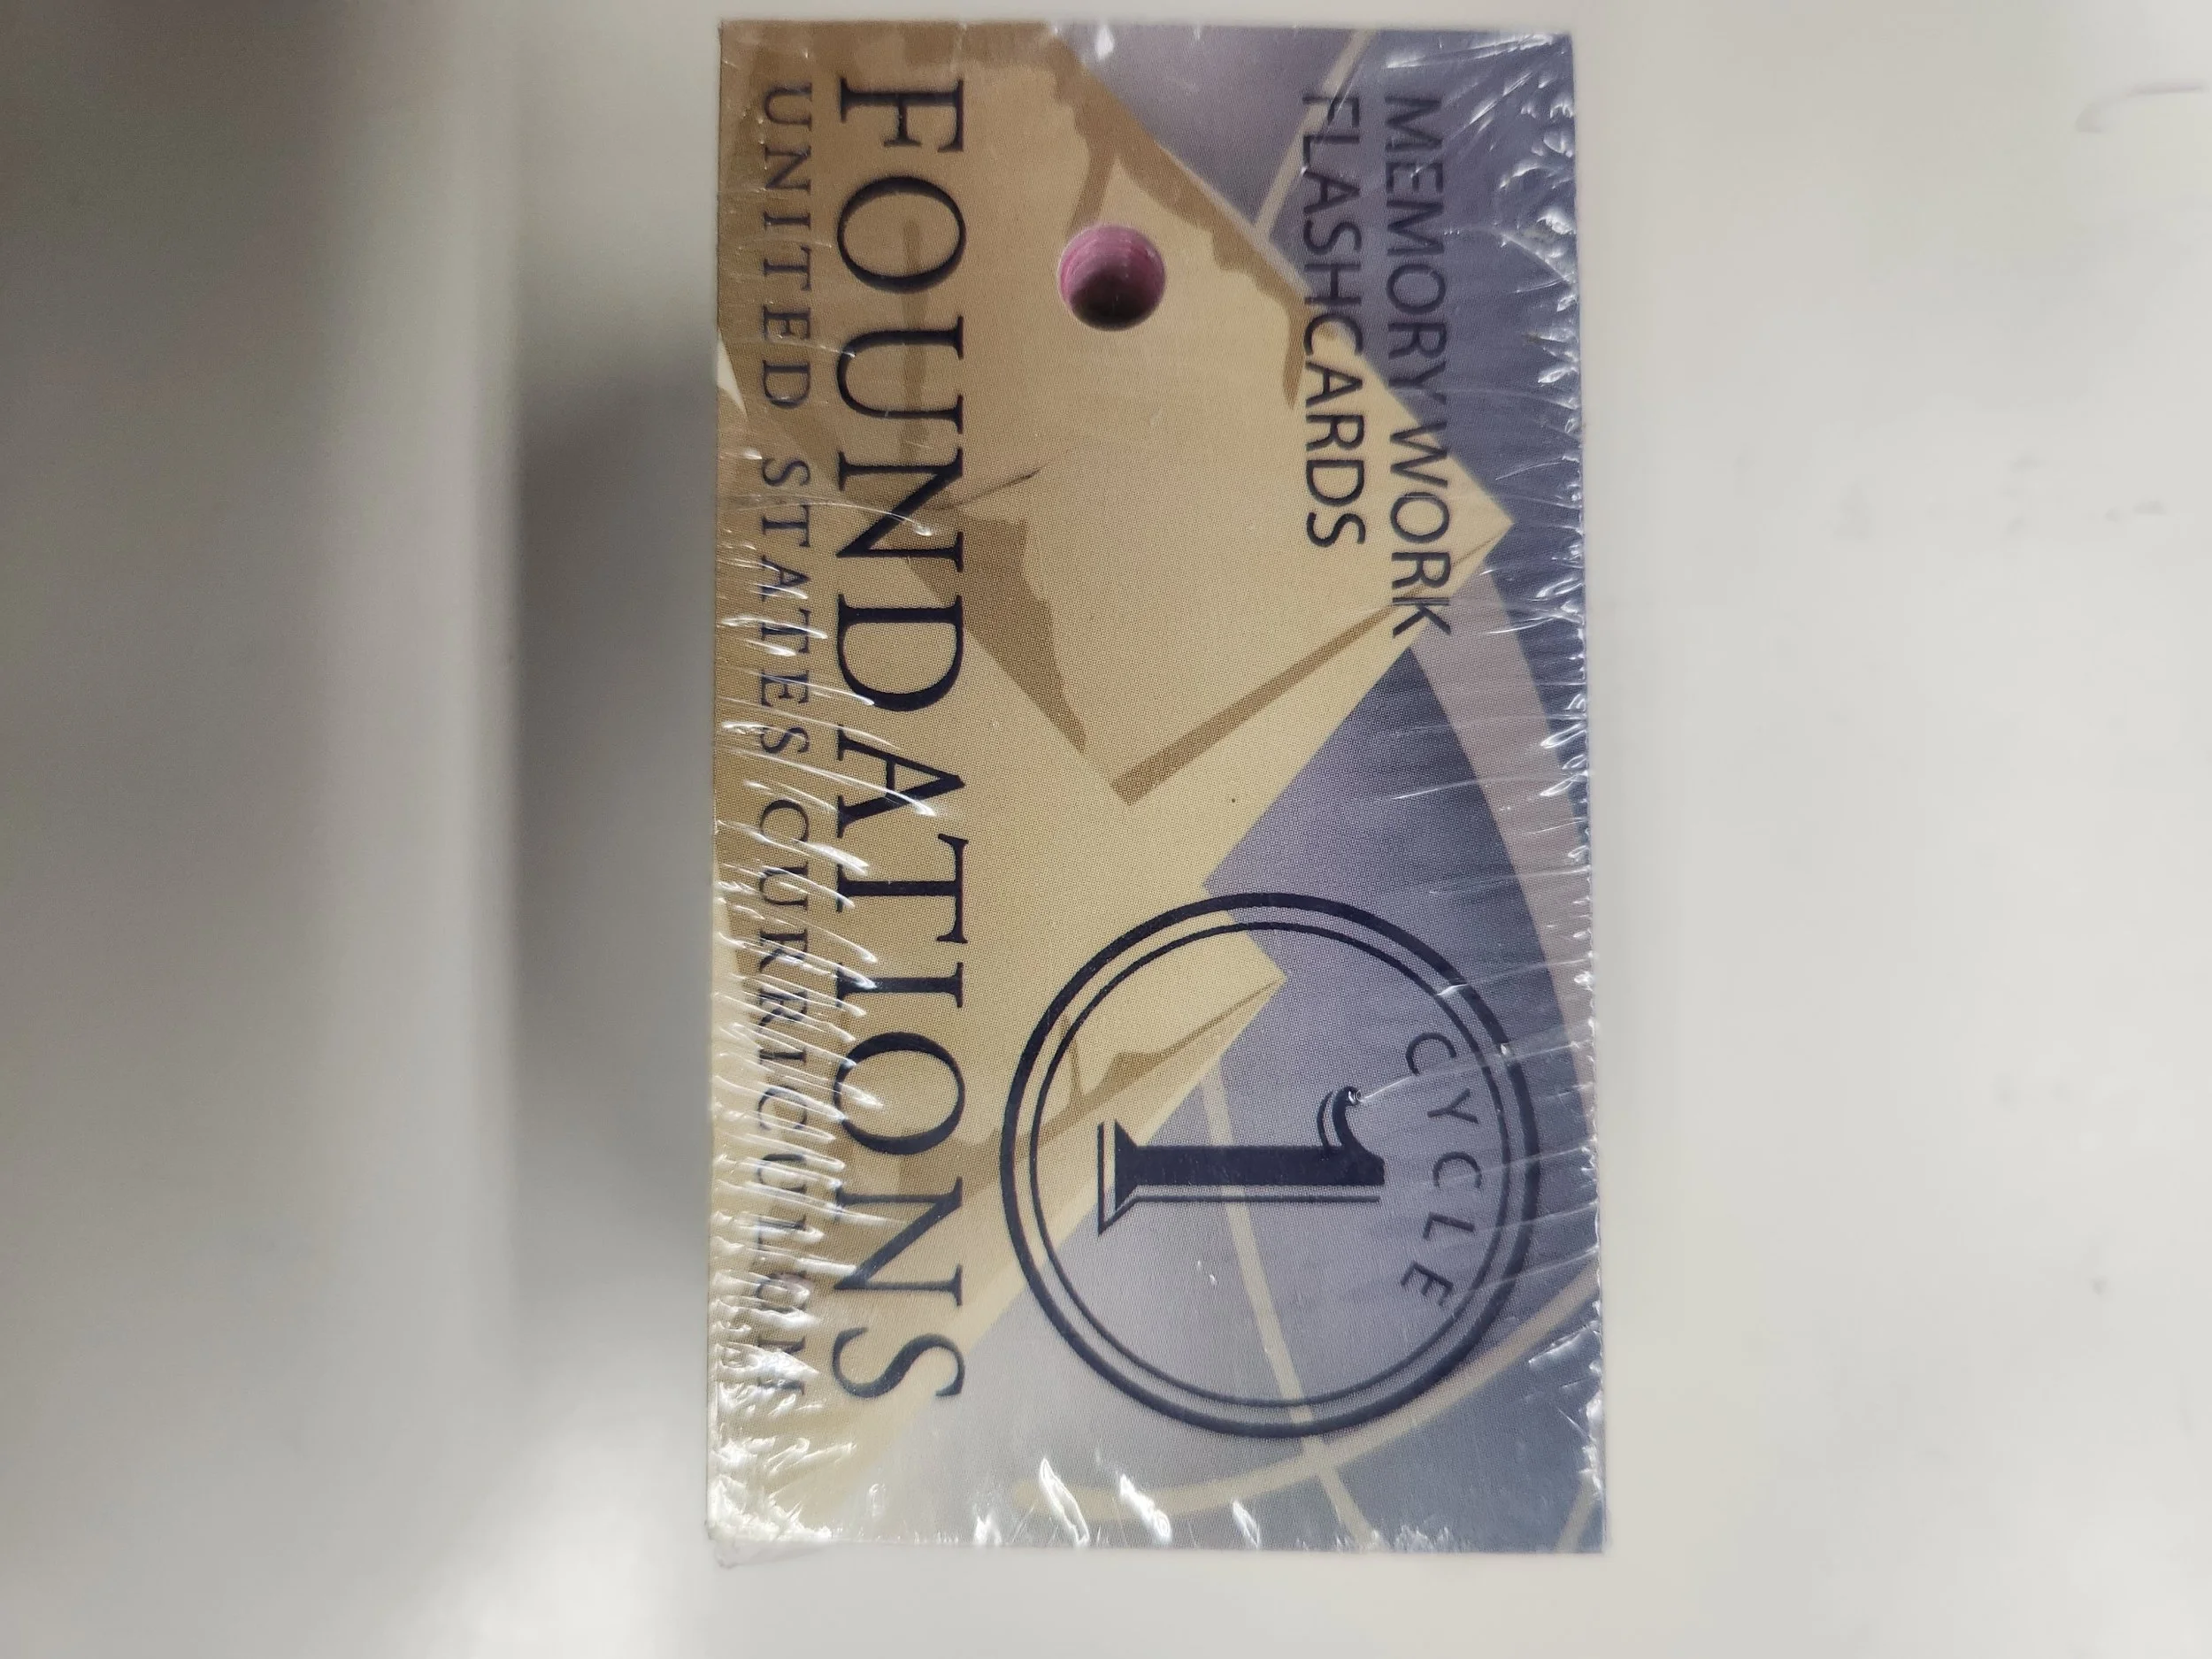 MEMORY WORK
FLASHCARDS
CYCLE
1
FOUNDATIONS
UNITED STATES CURRICULUM